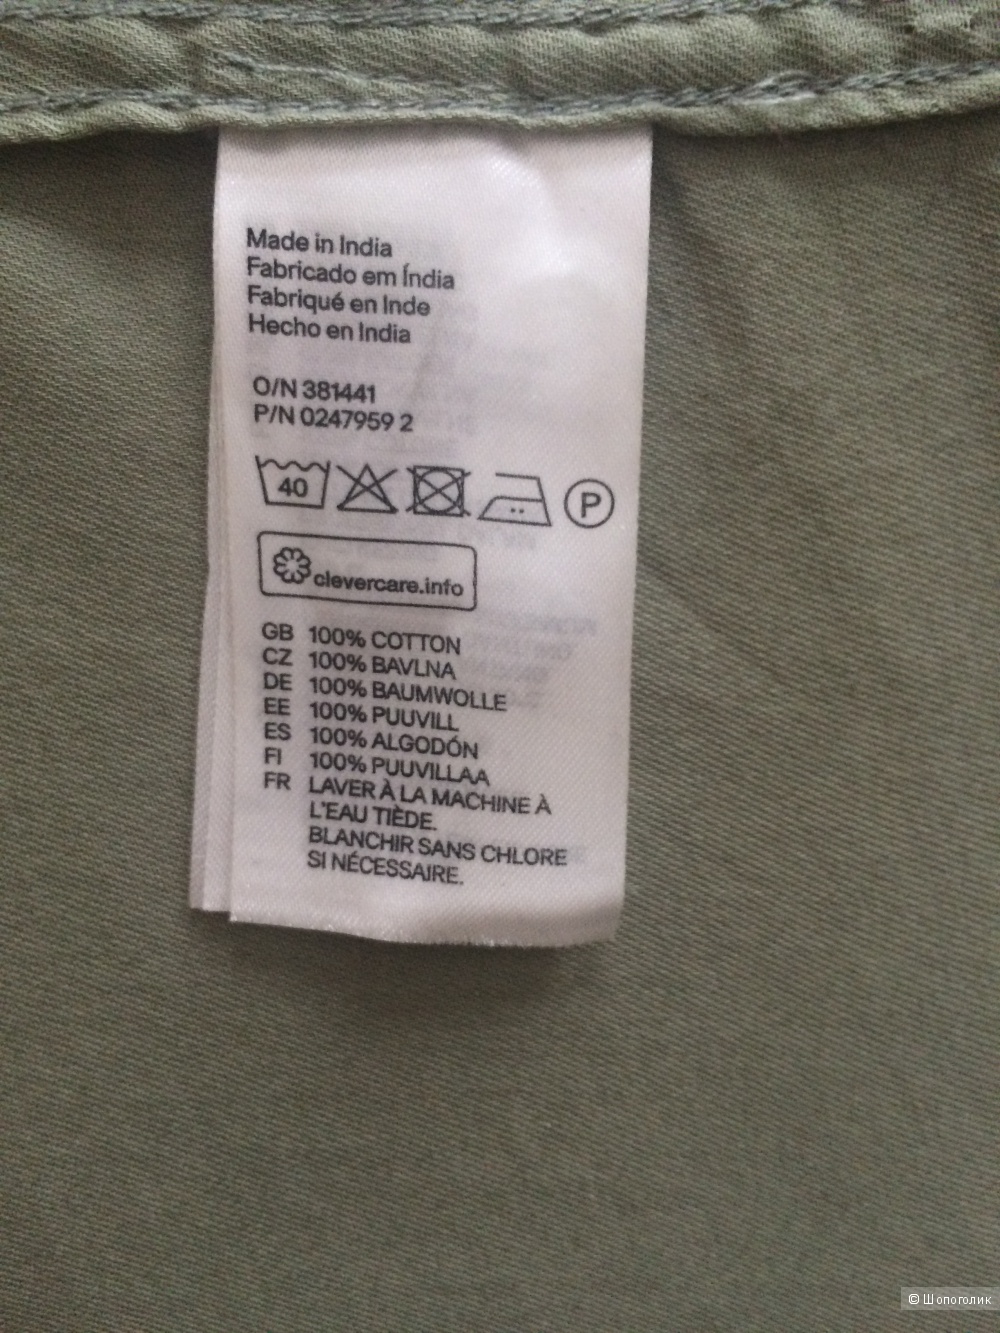 Made in India
Fabricado em Índia
Fabriqué en Inde
Hecho en India
O/N 381441
P/N 0247959 2
40 P
clevercare.info
GB 100% COTTON
CZ 100% BAVLNA
DE 100% BAUMWOLLE
EE 100% PUUVILL
ES 100% ALGODÓN
FI 100% PUUVILLAA
FR LAVER À LA MACHINE À
L'EAU TIÈDE.
BLANCHIR SANS CHLORE
SI NÉCESSAIRE.
© Шопоголик